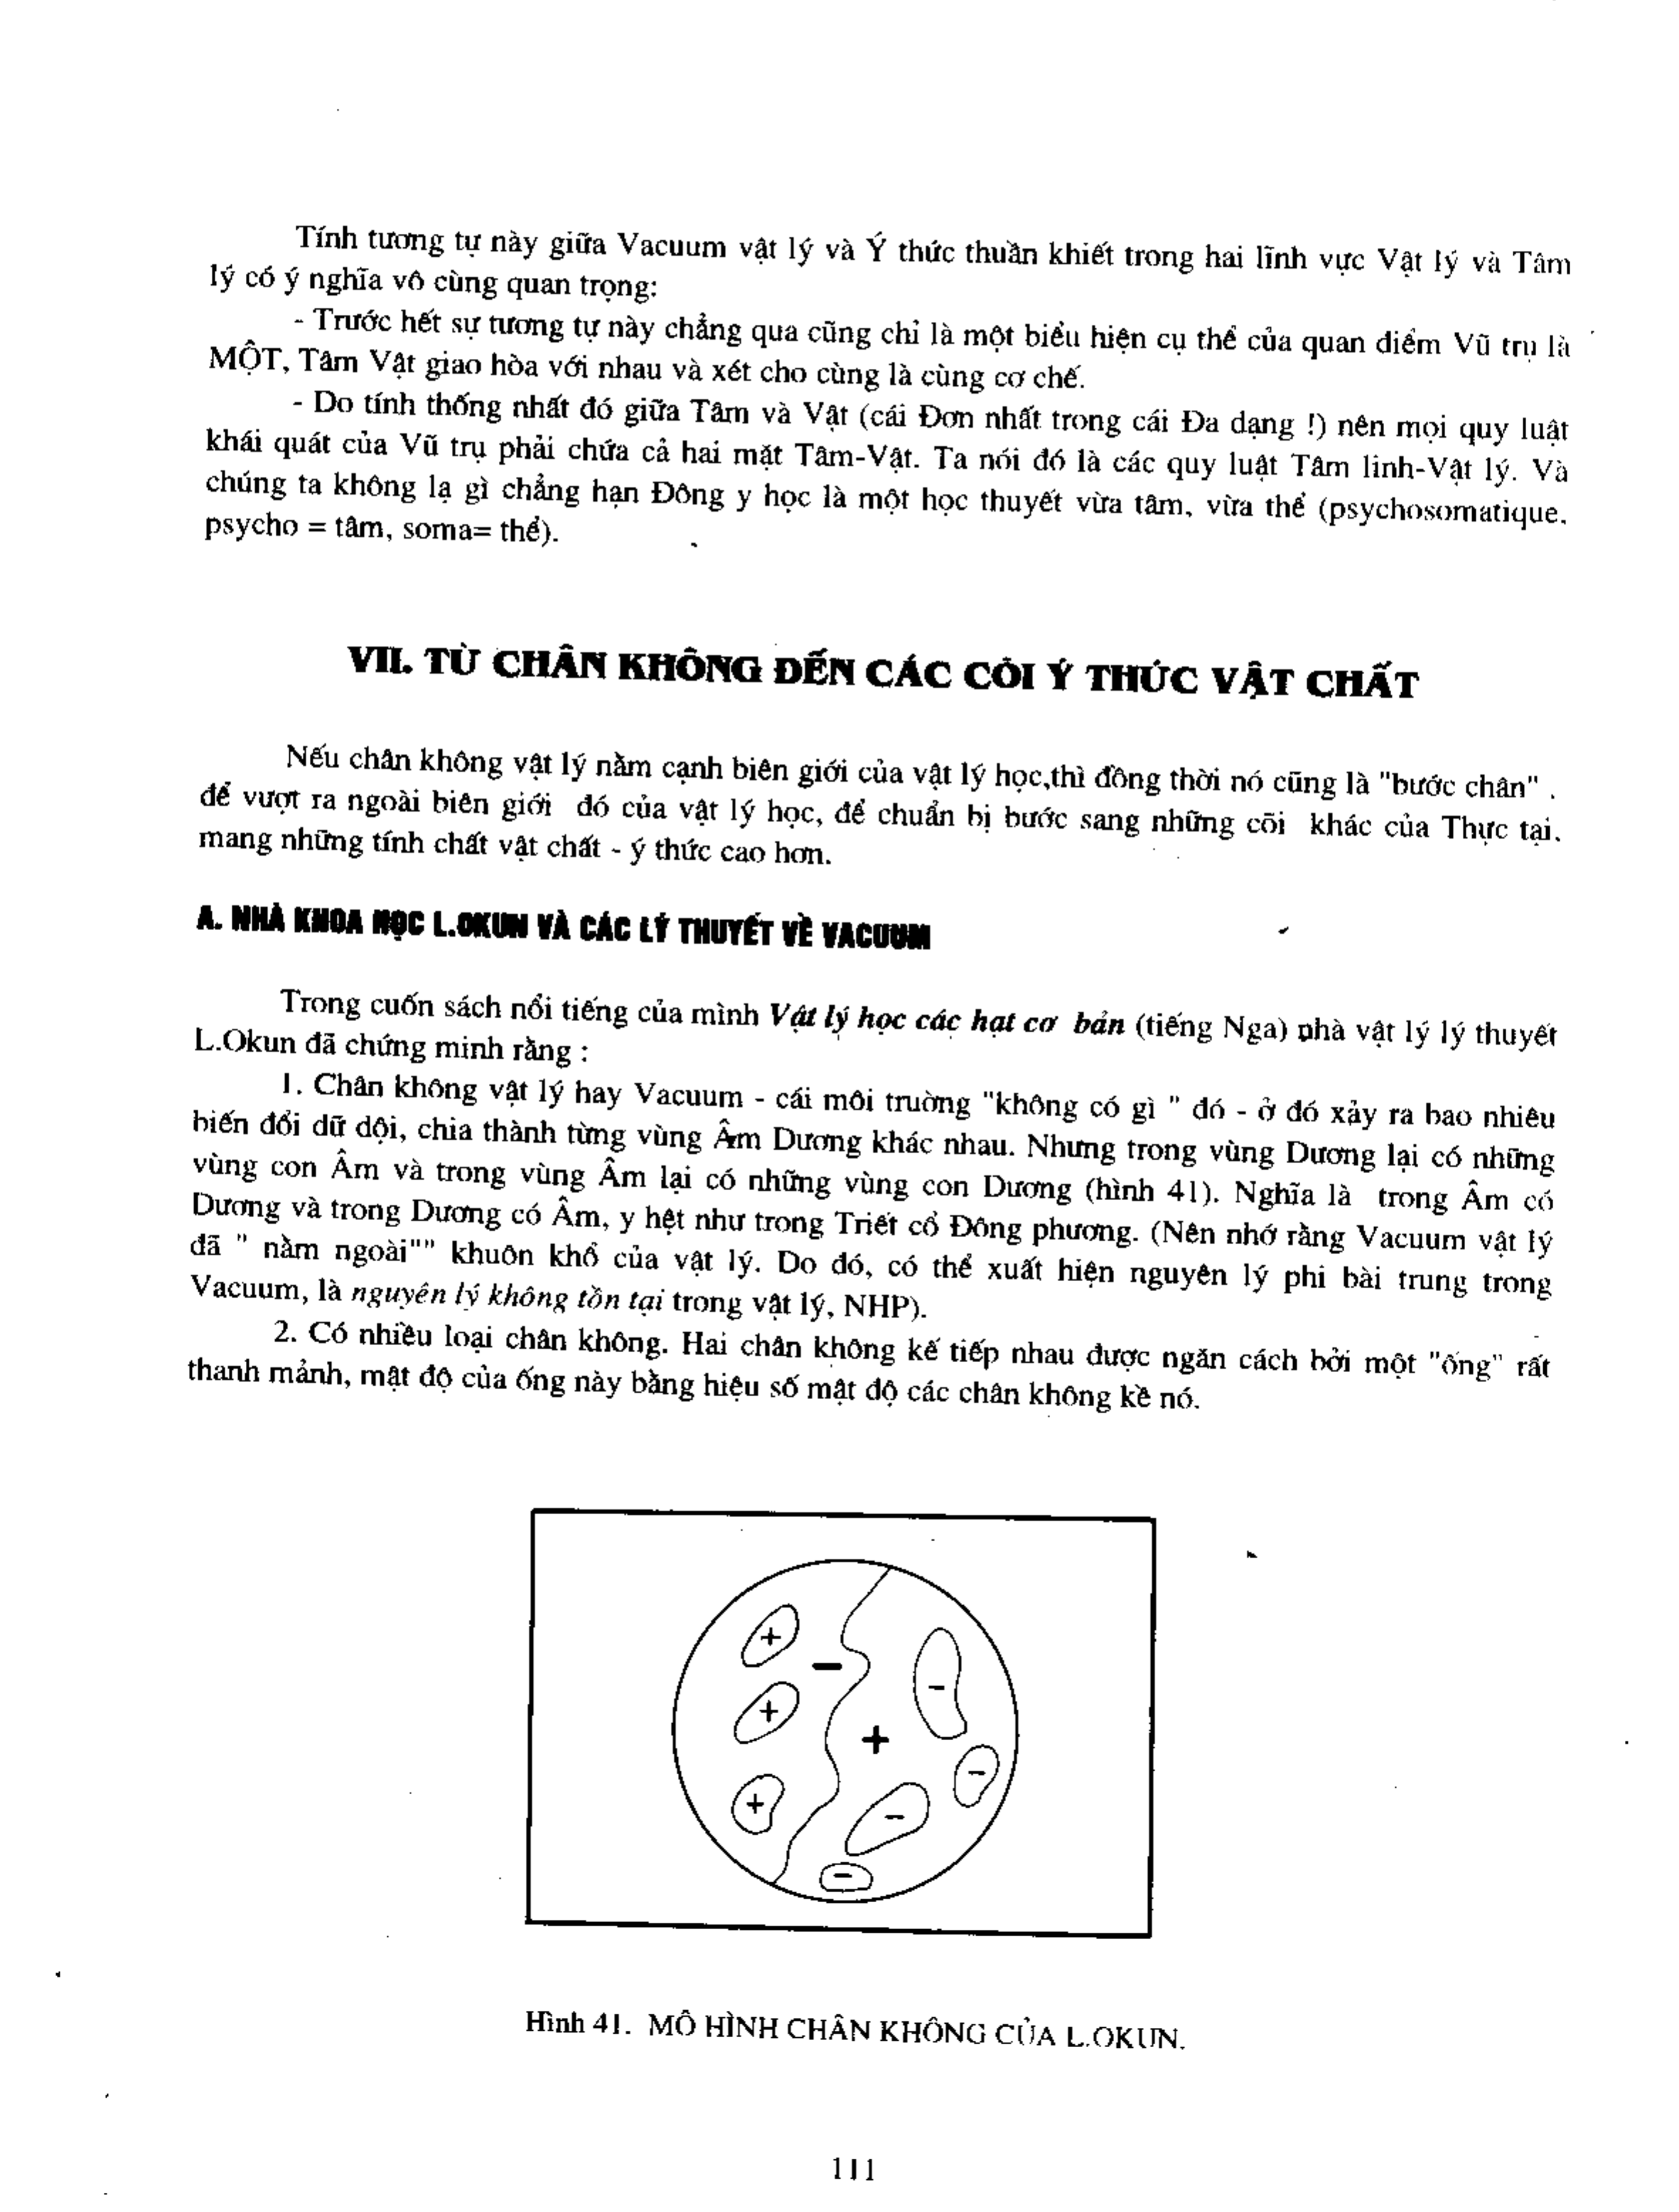 Tính tương tự này giữa Vacuum vật lý và Ý thức thuần khiết trong hai lĩnh vực Vật lý và Tâm
lý có ý nghĩa vô cùng quan trọng:
- Trước hết sự tương tự này chẳng qua cũng chỉ là một biểu hiện cụ thể của quan điểm Vũ trụ là
MỘT, Tâm Vật giao hòa với nhau và xét cho cùng là cùng cơ chế.
- Do tính thống nhất đó giữa Tâm và Vật (cái Đơn nhất trong cái Đa dạng !) nên mọi quy luật
khái quát của Vũ trụ phải chứa cả hai mặt Tâm-Vật. Ta nói đó là các quy luật Tâm linh-Vật lý. Và
chúng ta không lạ gì chẳng hạn Đông y học là một học thuyết vừa tâm, vừa thể (psychosomatique,
psycho = tâm, soma= thể).
VII. TỪ CHÂN KHÔNG ĐẾN CÁC CÕI Ý THỨC VẬT CHẤT
Nếu chân không vật lý nằm cạnh biên giới của vật lý học,thì đồng thời nó cũng là "bước chân" .
để vượt ra ngoài biên giới đó của vật lý học, để chuẩn bị bước sang những cõi khác của Thực tại,
mang những tính chất vật chất - ý thức cao hơn.
A. NHÀ KHOA HỌC L.OKUN VÀ CÁC LÝ THUYẾT VỀ VACUUM
Trong cuốn sách nổi tiếng của mình Vật lý học các hạt cơ bản (tiếng Nga) nhà vật lý lý thuyết
L.Okun đã chứng minh rằng :
1. Chân không vật lý hay Vacuum - cái môi truờng "không có gì " đó - ở đó xảy ra bao nhiêu
biến đổi dữ dội, chia thành từng vùng Âm Dương khác nhau. Nhưng trong vùng Dương lại có những
vùng con Âm và trong vùng Âm lại có những vùng con Dương (hình 41). Nghĩa là trong Âm có
Dương và trong Dương có Âm, y hệt như trong Triết cổ Đông phương. (Nên nhớ rằng Vacuum vật lý
đã " nằm ngoài"" khuôn khổ của vật lý. Do đó, có thể xuất hiện nguyên lý phi bài trung trong
Vacuum, là nguyên lý không tồn tại trong vật lý, NHP).
2. Có nhiều loại chân không. Hai chân không kế tiếp nhau được ngăn cách bởi một "ống" rất
thanh mảnh, mật độ của ống này bằng hiệu số mật độ các chân không kề nó.
+
−
−
+
+
−
+
−
−
Hình 41. MÔ HÌNH CHÂN KHÔNG CỦA L.OKUN.
111